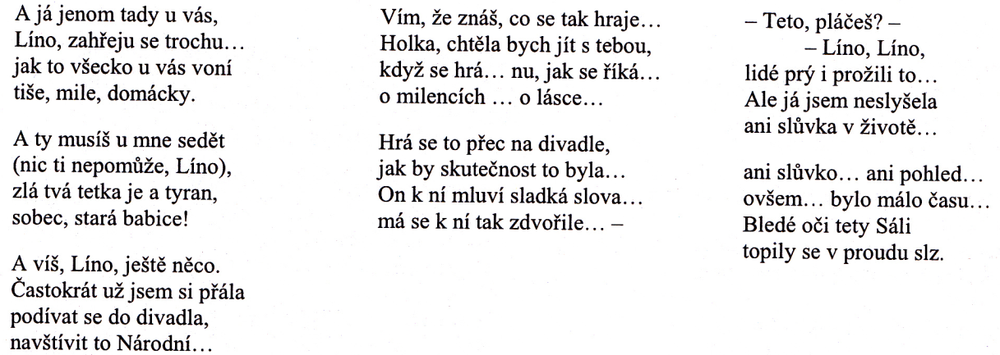 A já jenom tady u vás,
Líno, zahřeju se trochu…
jak to všecko u vás voní
tiše, mile, domácky.

A ty musíš u mne sedět
(nic ti nepomůže, Líno),
zlá tvá tetka je a tyran,
sobec, stará babice!

A víš, Líno, ještě něco.
Častokrát už jsem si přála
podívat se do divadla,
navštívit to Národní…

Vím, že znáš, co se tak hraje…
Holka, chtěla bych jít s tebou,
když se hrá… nu, jak se říká…
o milencích … o lásce…

Hrá se to přec na divadle,
jak by skutečnost to byla…
On k ní mluví sladká slova…
má se k ní tak zdvořile… –

– Teto, pláčeš? –
– Líno, Líno,
lidé prý i prožili to…
Ale já jsem neslyšela
ani slůvka v životě…

ani slůvko… ani pohled…
ovšem… bylo málo času…
Bledé oči tety Sáli
topily se v proudu slz.